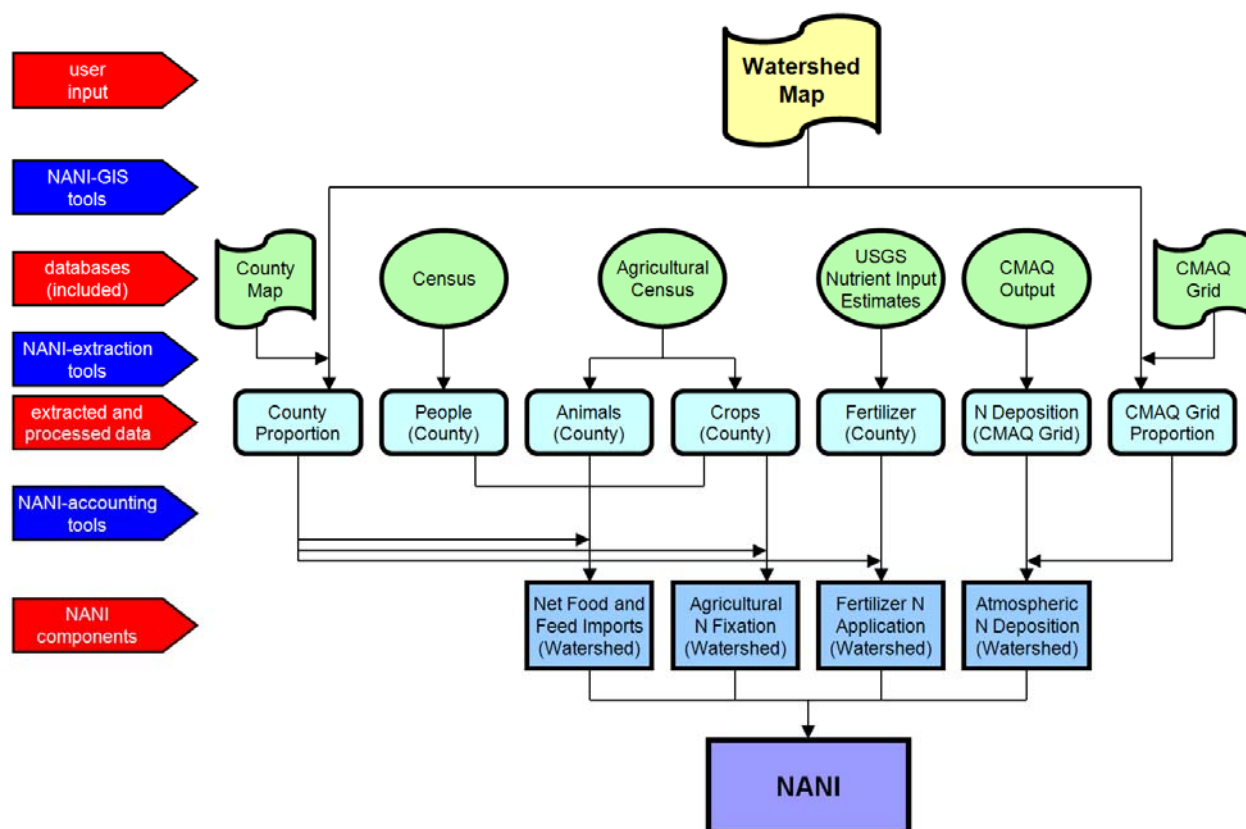 user
input
Watershed
Map
NANI-GIS
tools
databases
(included)
County
Map
Census
Agricultural
Census
USGS
Nutrient Input
Estimates
CMAQ
Output
CMAQ
Grid
NANI-extraction
tools
extracted and
processed data
County
Proportion
People
(County)
Animals
(County)
Crops
(County)
Fertilizer
(County)
N Deposition
(CMAQ Grid)
CMAQ Grid
Proportion
NANI-accounting
tools
NANI
components
Net Food and
Feed Imports
(Watershed)
Agricultural
N Fixation
(Watershed)
Fertilizer N
Application
(Watershed)
Atmospheric
N Deposition
(Watershed)
NANI